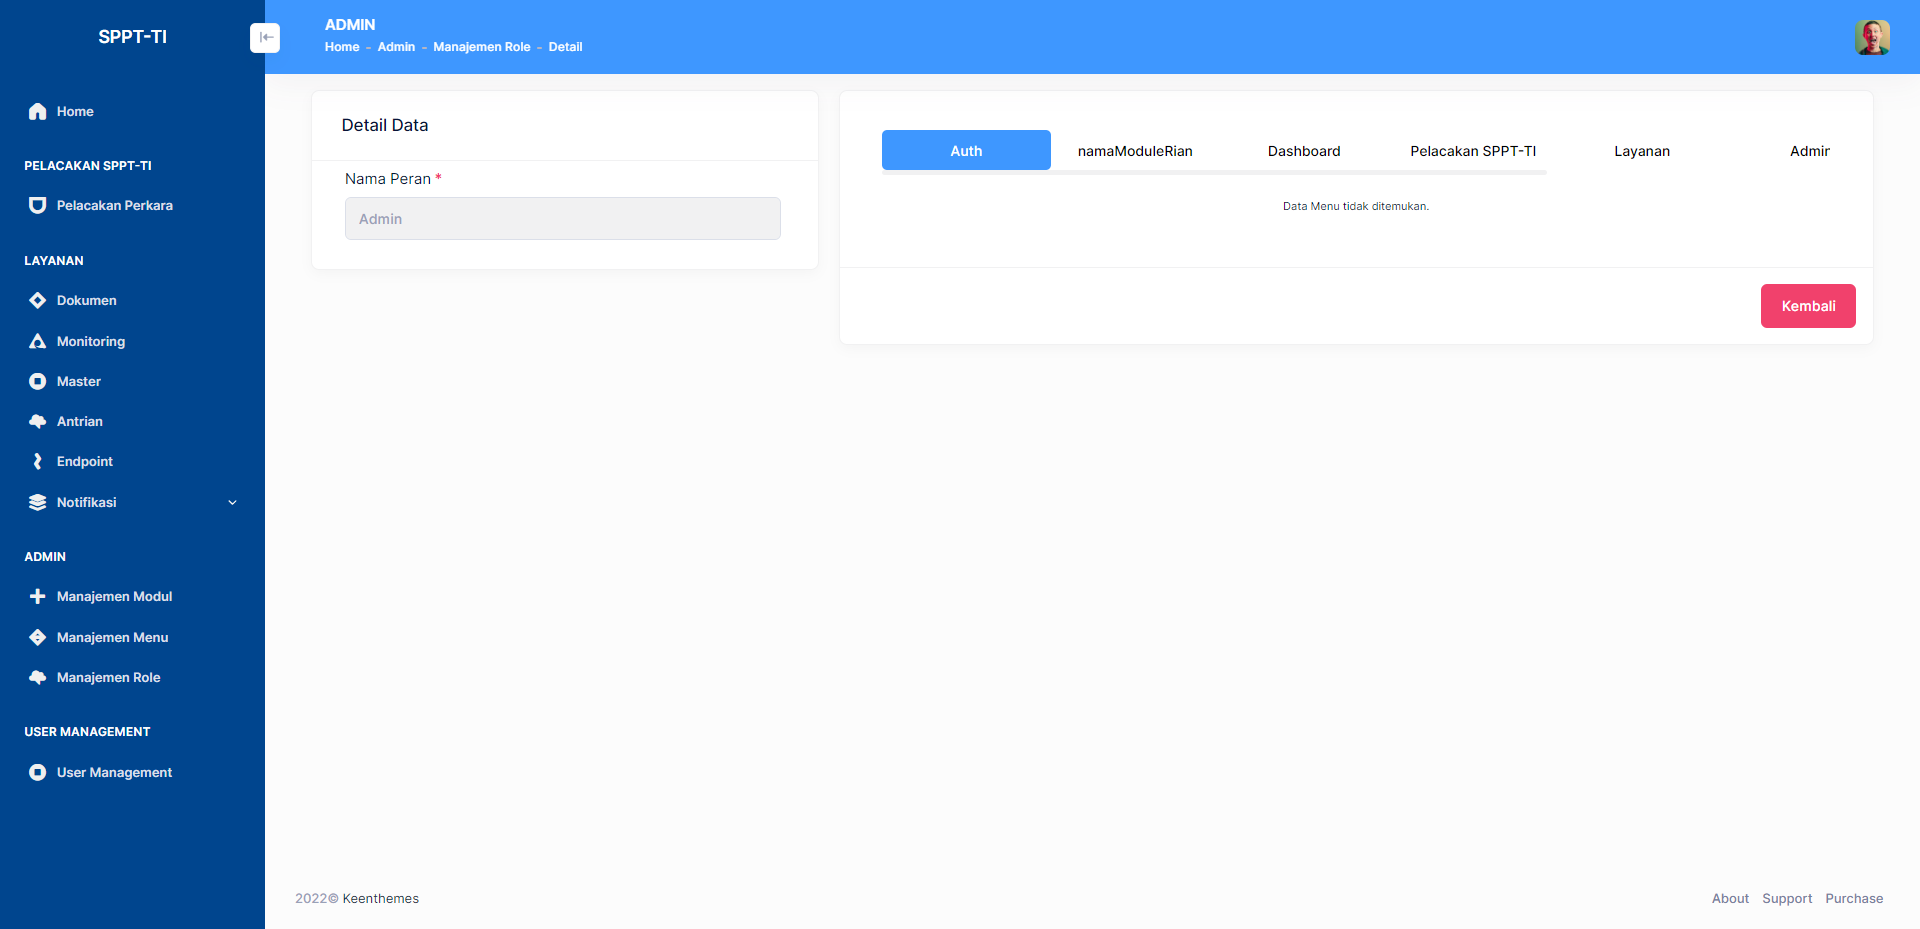 SPPT-TI
ADMIN
Home - Admin - Manajemen Role - Detail
Home
PELACAKAN SPPT-TI
Pelacakan Perkara
LAYANAN
Dokumen
Monitoring
Master
Antrian
Endpoint
Notifikasi
ADMIN
Manajemen Modul
Manajemen Menu
Manajemen Role
USER MANAGEMENT
User Management
Detail Data
Nama Peran *
Admin
Auth namaModuleRian Dashboard Pelacakan SPPT-TI Layanan Admin
Data Menu tidak ditemukan.
Kembali
2022© Keenthemes
About Support Purchase